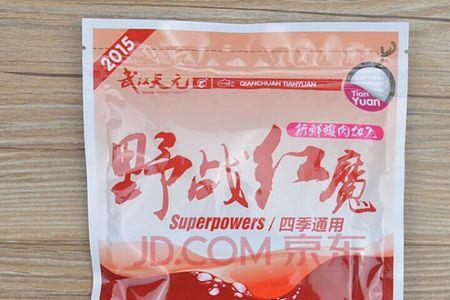 2015
武汉天元
QIANCHUAN TIANYUAN
Tian
Yuan
新鲜螺肉加入
野战红魔
Superpowers / 四季通用
JD.COM 京东